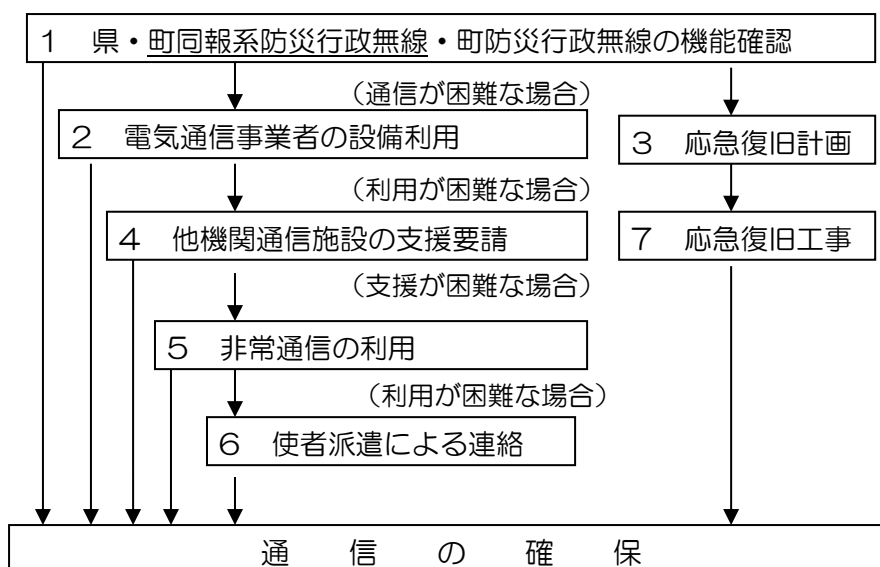 １　県・町同報系防災行政無線・町防災行政無線の機能確認
（通信が困難な場合）
２　電気通信事業者の設備利用
３　応急復旧計画
（利用が困難な場合）
４　他機関通信施設の支援要請
７　応急復旧工事
（支援が困難な場合）
５　非常通信の利用
（利用が困難な場合）
６　使者派遣による連絡
通　信　の　確　保